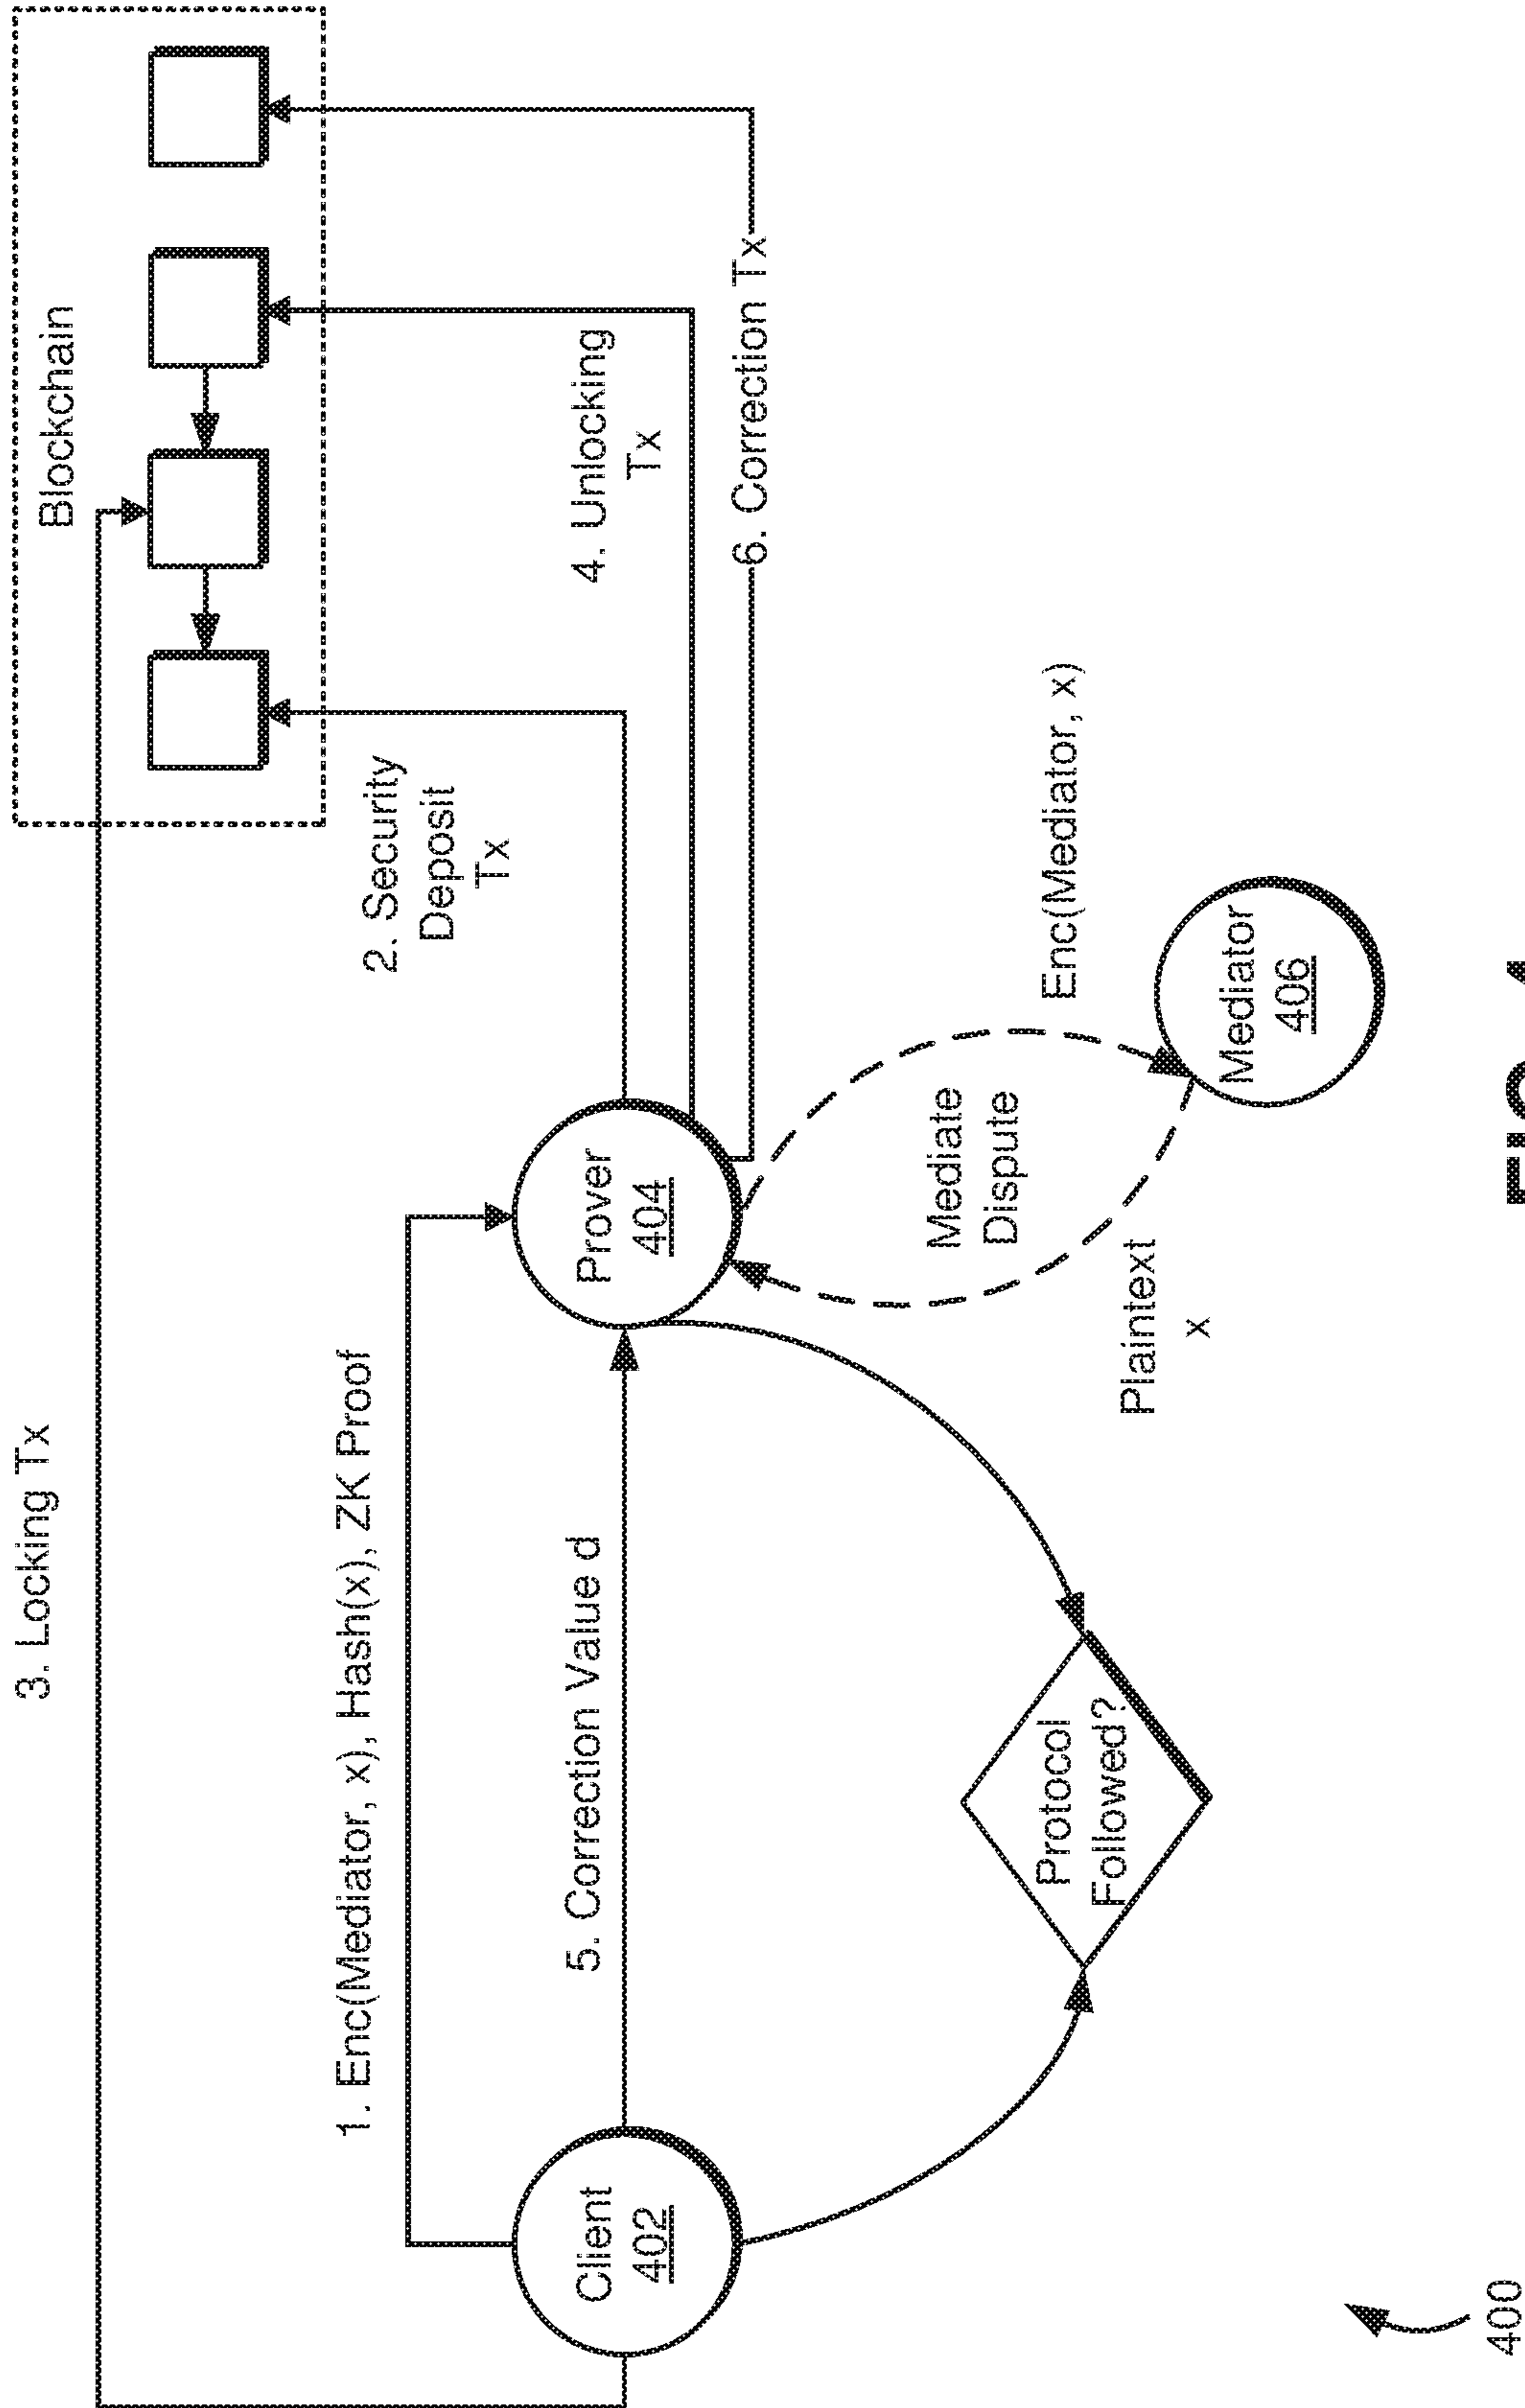 3. Locking Tx
Blockchain
1. Enc(Mediator, x), Hash(x), ZK Proof
2. Security
Deposit
Tx
5. Correction Value d
4. Unlocking
Tx
Client
402
Prover
404
6. Correction Tx
Mediate
Dispute
Enc(Mediator, x)
Protocol
Followed?
Plaintext
x
Mediator
406
400